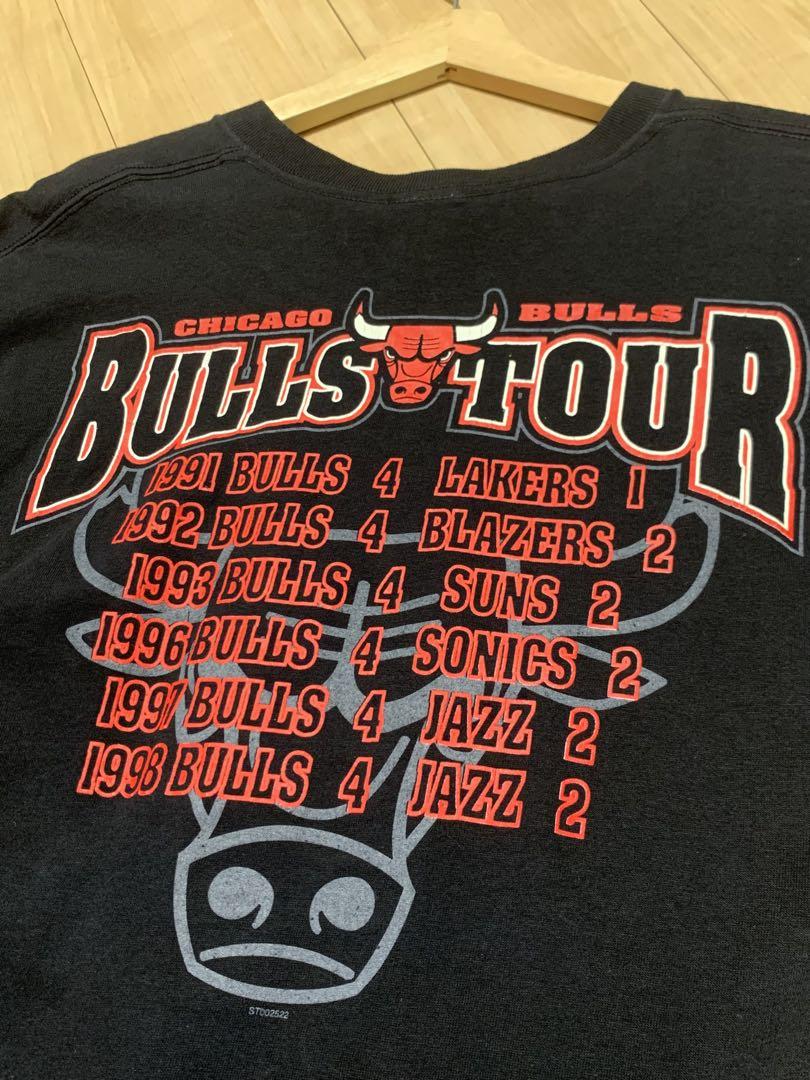 CHICAGO BULLS
BULLS TOUR
1991 BULLS 4 LAKERS 1
1992 BULLS 4 BLAZERS 2
1993 BULLS 4 SUNS 2
1996 BULLS 4 SONICS 2
1997 BULLS 4 JAZZ 2
1998 BULLS 4 JAZZ 2
ST002522